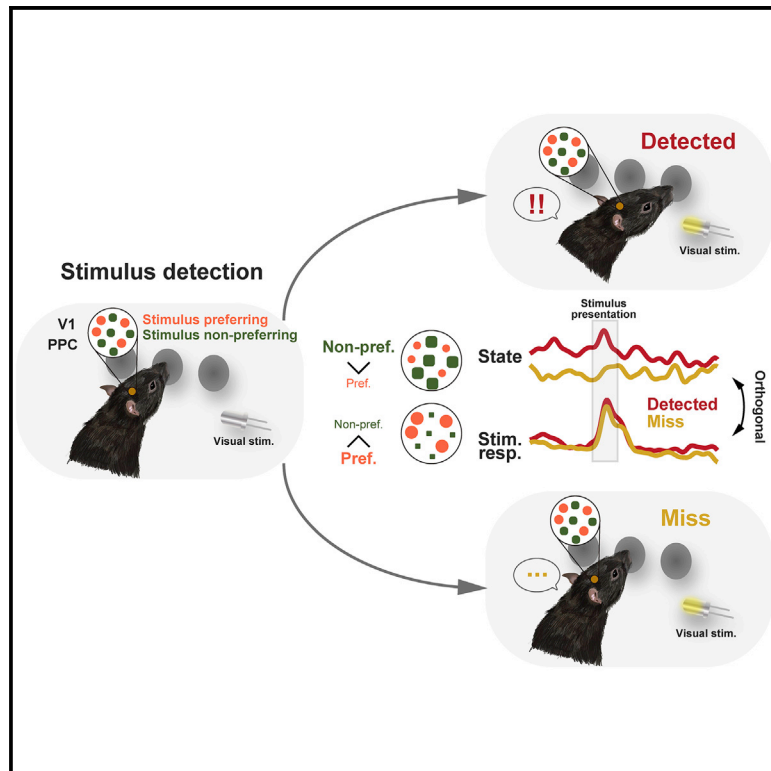 Stimulus detection
V1
PPC
Stimulus preferring
Stimulus non-preferring
Visual stim.
Detected
!!
Visual stim.
Stimulus
presentation
Non-pref.
Pref.
State
Non-pref.
Pref.
Stim.
resp.
Detected
Miss
Orthogonal
Miss
...
Visual stim.